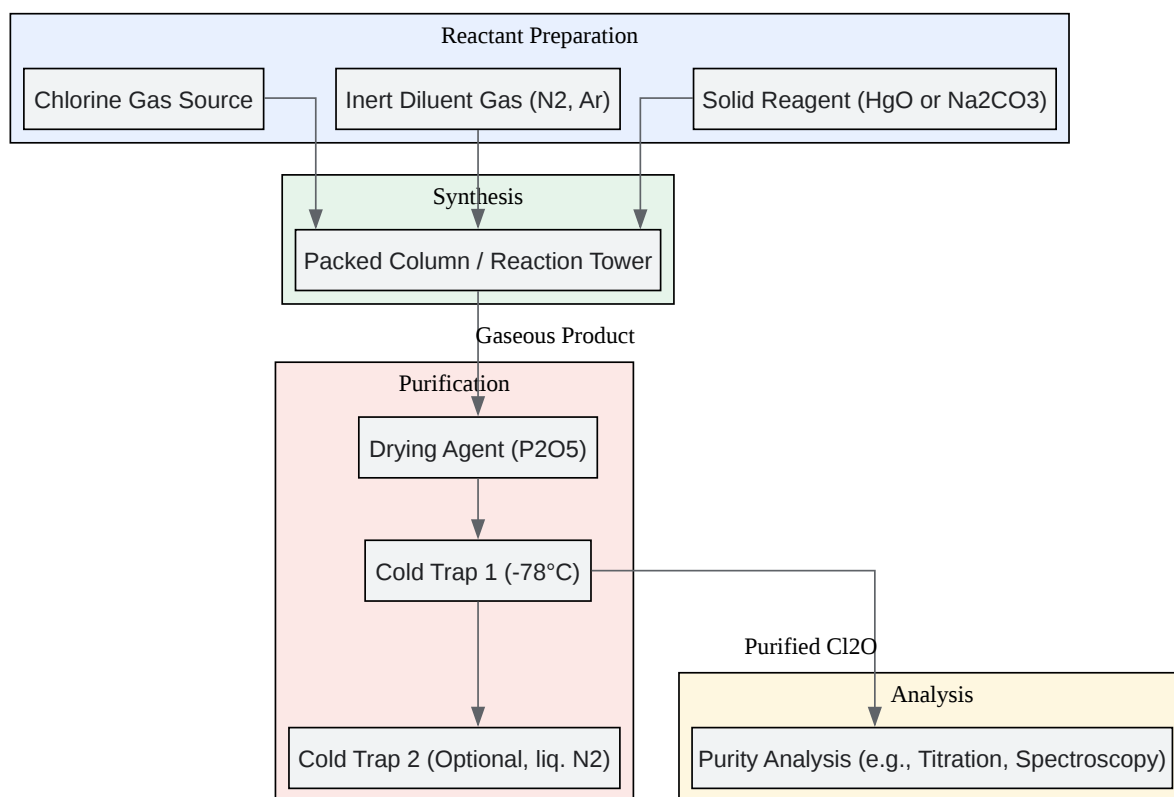 Reactant Preparation
Chlorine Gas Source
Inert Diluent Gas (N2, Ar)
Solid Reagent (HgO or Na2CO3)
Synthesis
Packed Column / Reaction Tower
Gaseous Product
Purification
Drying Agent (P2O5)
Cold Trap 1 (-78°C)
Purified Cl2O
Analysis
Cold Trap 2 (Optional, liq. N2)
Purity Analysis (e.g., Titration, Spectroscopy)